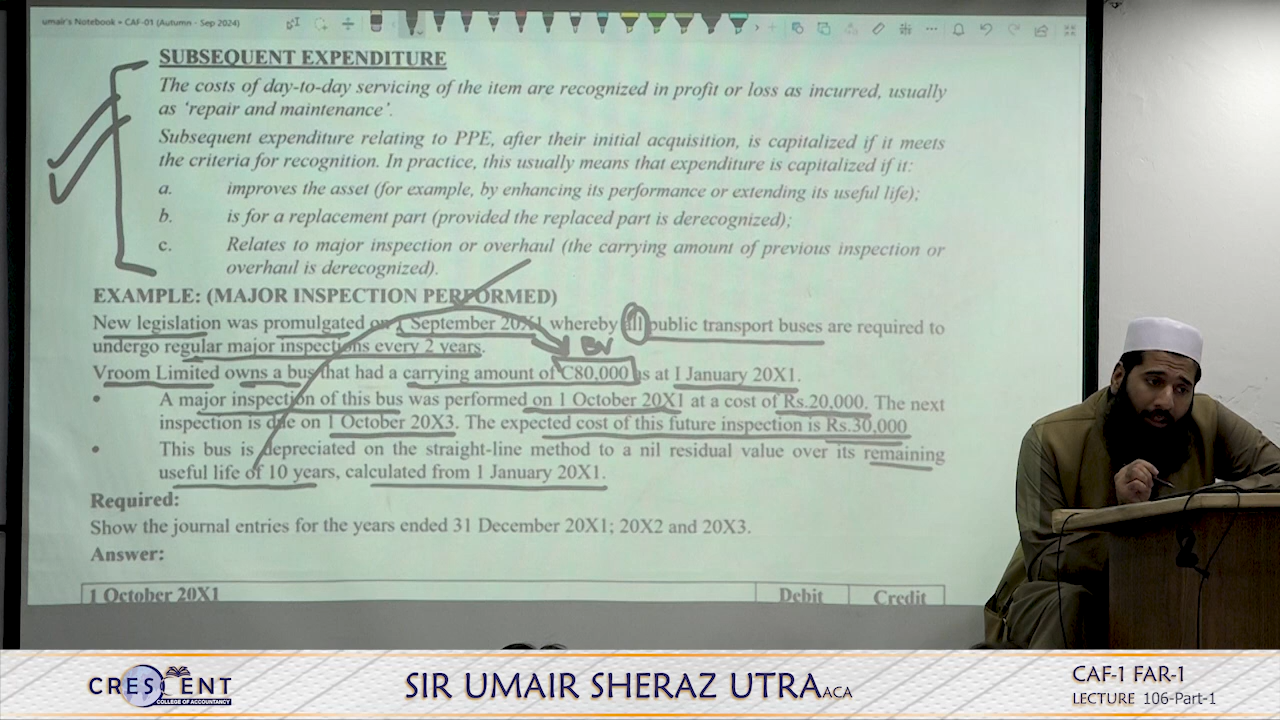 umair's Notebook » CAF-01 (Autumn - Sep 2024)
SUBSEQUENT EXPENDITURE
The costs of day-to-day servicing of the item are recognized in profit or loss as incurred, usually
as ‘repair and maintenance’.
Subsequent expenditure relating to PPE, after their initial acquisition, is capitalized if it meets
the criteria for recognition. In practice, this usually means that expenditure is capitalized if it:
a. improves the asset (for example, by enhancing its performance or extending its useful life);
b. is for a replacement part (provided the replaced part is derecognized);
c. Relates to major inspection or overhaul (the carrying amount of previous inspection or
overhaul is derecognized).
EXAMPLE: (MAJOR INSPECTION PERFORMED)
New legislation was promulgated on 1 September 20X1 whereby all public transport buses are required to
undergo regular major inspections every 2 years.
BV
Vroom Limited owns a bus that had a carrying amount of C80,000 as at 1 January 20X1.
• A major inspection of this bus was performed on 1 October 20X1 at a cost of Rs.20,000. The next
inspection is due on 1 October 20X3. The expected cost of this future inspection is Rs.30,000
• This bus is depreciated on the straight-line method to a nil residual value over its remaining
useful life of 10 years, calculated from 1 January 20X1.
Required:
Show the journal entries for the years ended 31 December 20X1; 20X2 and 20X3.
Answer:
1 October 20X1 Debit Credit
CRESCENT
COLLEGE OF ACCOUNTANCY
SIR UMAIR SHERAZ UTRA ACA
CAF-1 FAR-1
LECTURE 106-Part-1